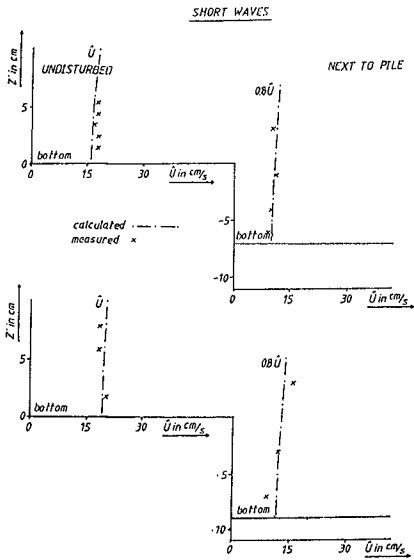 SHORT WAVES
Z' in cm
Û
UNDISTURBED
5
bottom
0
0
15
30
Û in cm/s
NEXT TO PILE
0.8Û
-5
bottom
-10
0
15
30
Û in cm/s
calculated
measured ×
Z' in cm
Û
5
bottom
0
0
15
30
Û in cm/s
0.8Û
.5
bottom
.10
0
15
30
Û in cm/s